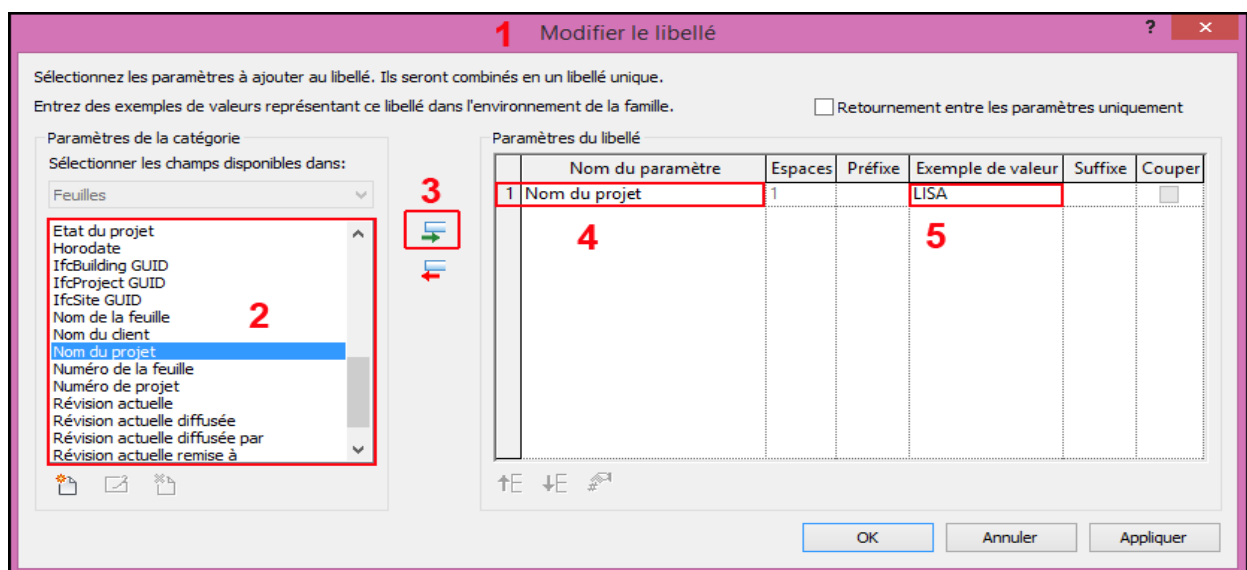 1 Modifier le libellé ? ×
Sélectionnez les paramètres à ajouter au libellé. Ils seront combinés en un libellé unique.
Entrez des exemples de valeurs représentant ce libellé dans l'environnement de la famille.
Retournement entre les paramètres uniquement
Paramètres de la catégorie
Sélectionner les champs disponibles dans:
Feuilles
Etat du projet
Horodate
IfcBuilding GUID
IfcProject GUID
IfcSite GUID
Nom de la feuille
Nom du client
Nom du projet
Numéro de la feuille
Numéro de projet
Révision actuelle
Révision actuelle diffusée
Révision actuelle diffusée par
Révision actuelle remise à
2
3
Paramètres du libellé
Nom du paramètre Espaces Préfixe Exemple de valeur Suffixe Couper
1 Nom du projet 1 LISA
4 5
OK Annuler Appliquer